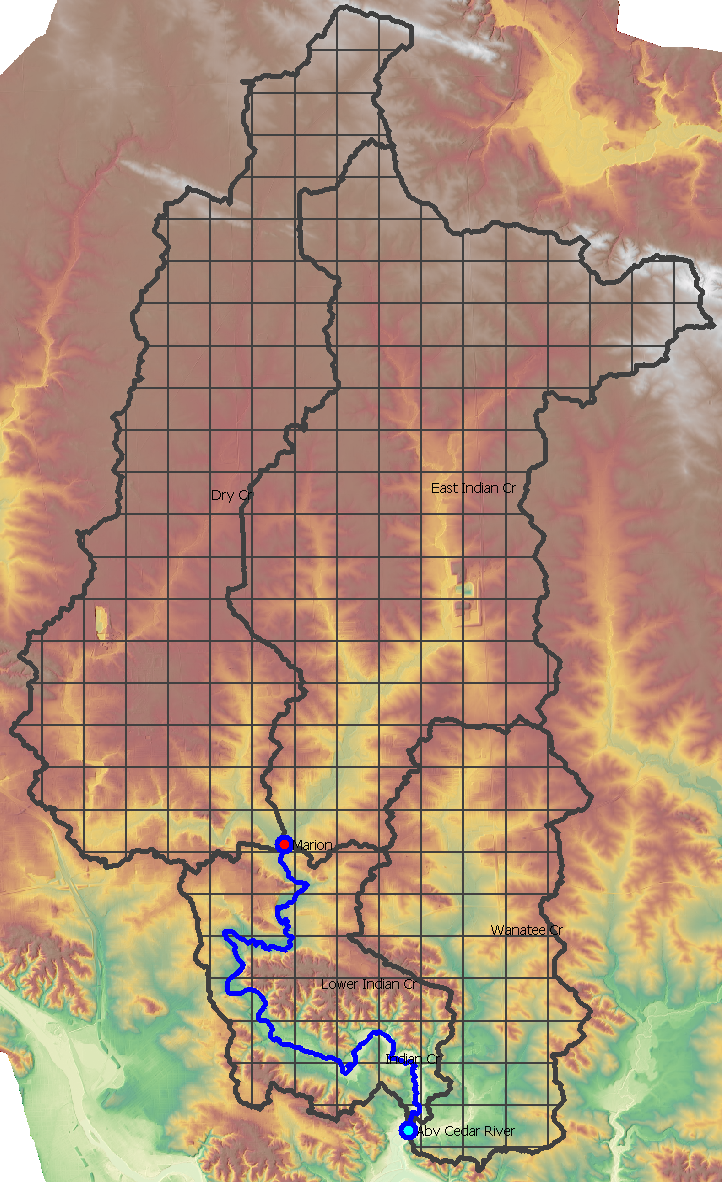 East Indian Cr
Dry Cr
Marion
Wanatee Cr
Lower Indian Cr
Indian Cr
Abv Cedar River